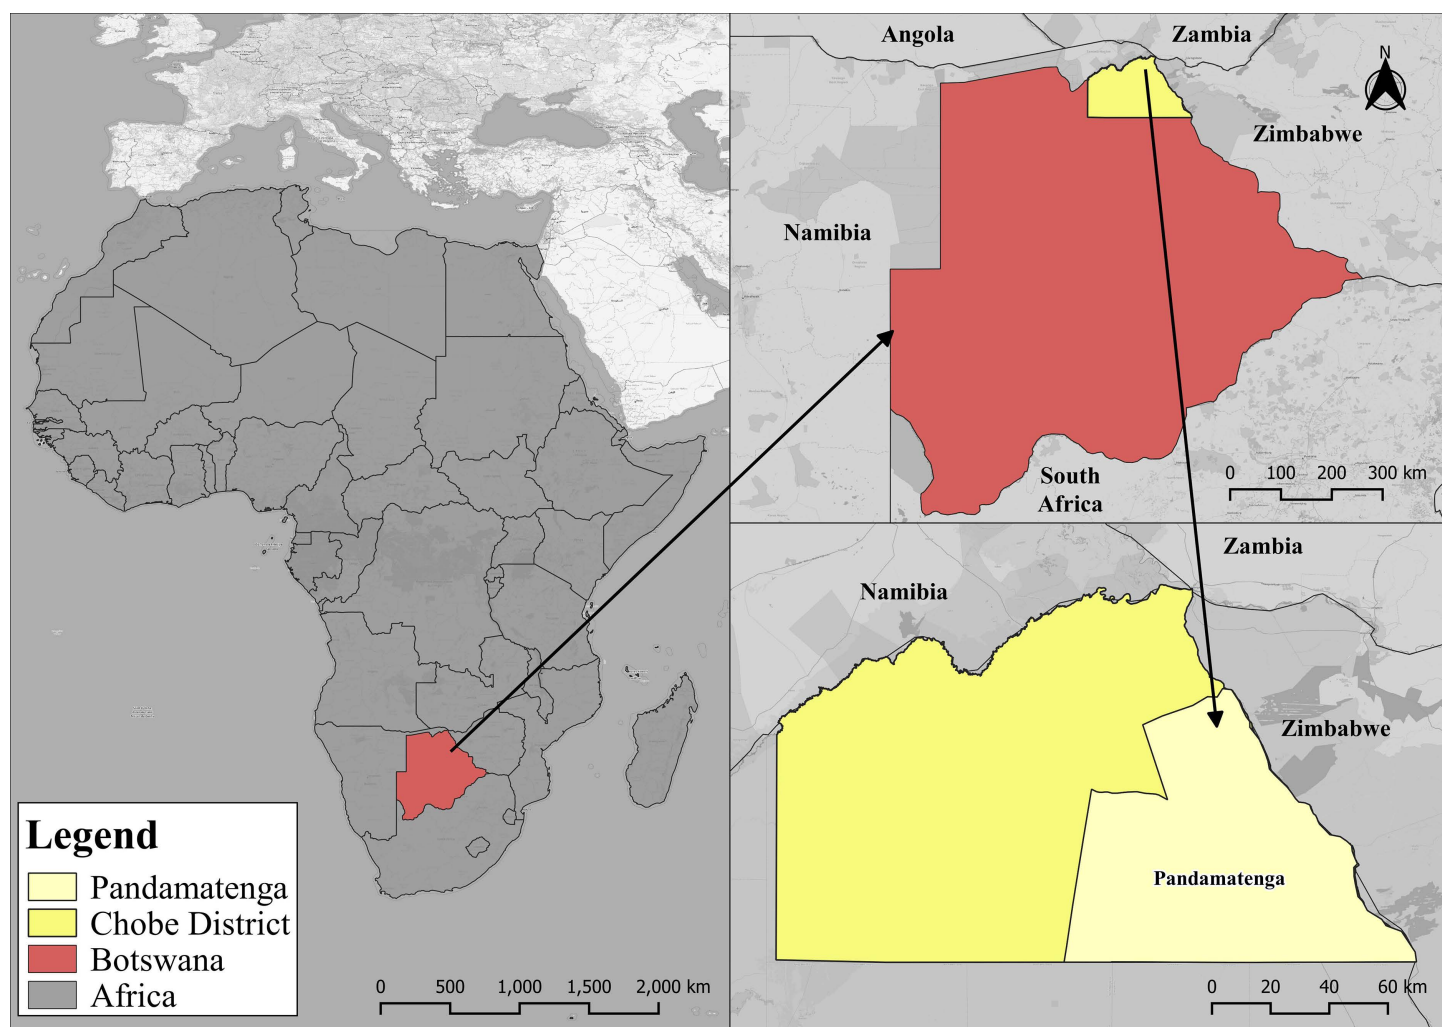 Legend
Pandamatenga
Chobe District
Botswana
Africa
0 500 1,000 1,500 2,000 km
Angola
Zambia
N
Zimbabwe
Namibia
South
Africa
0 100 200 300 km
Zambia
Namibia
Zimbabwe
Pandamatenga
0 20 40 60 km